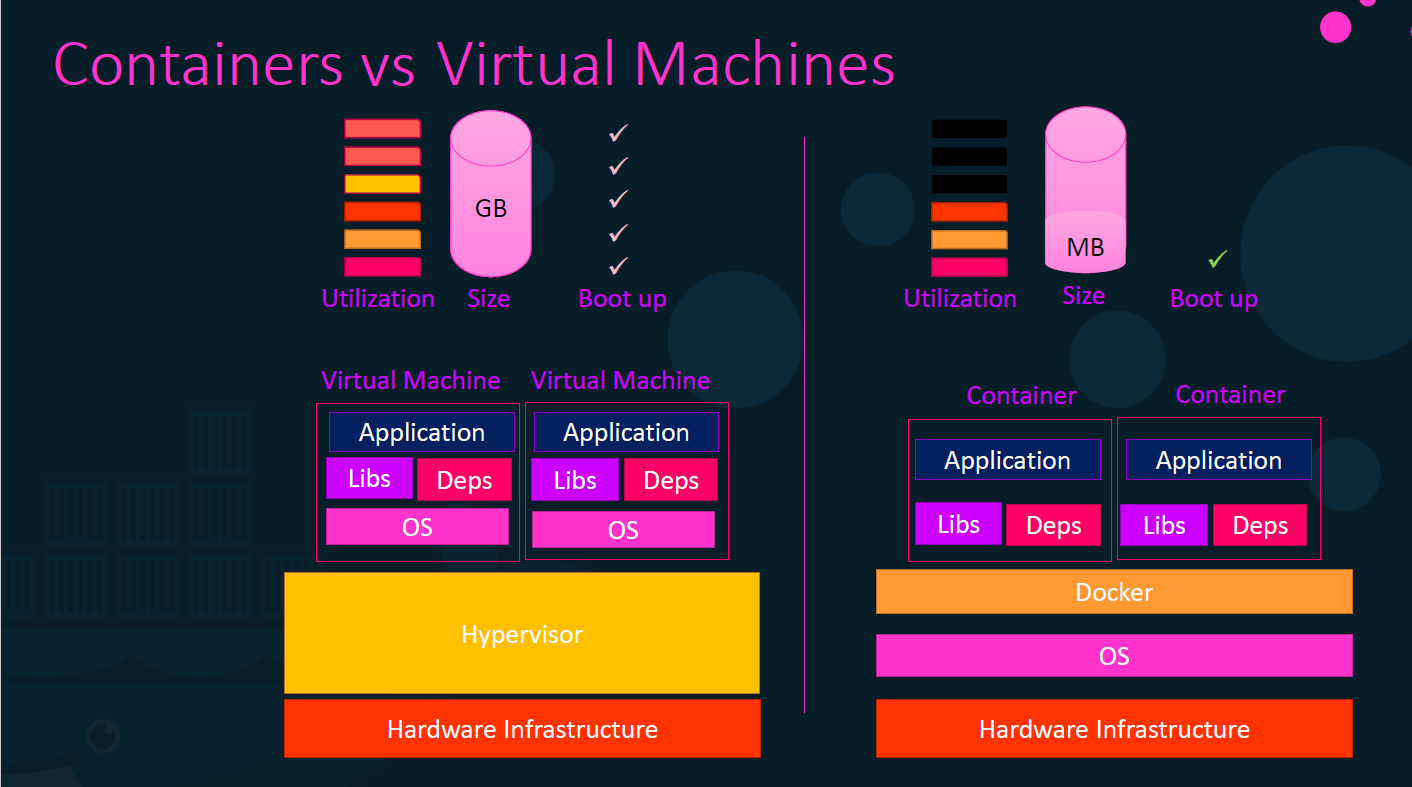 Containers vs Virtual Machines
GB
Utilization Size Boot up
MB
Utilization Size Boot up
Virtual Machine Virtual Machine
Application Application
Libs Deps Libs Deps
OS OS
Hypervisor
Hardware Infrastructure
Container Container
Application Application
Libs Deps Libs Deps
Docker
OS
Hardware Infrastructure